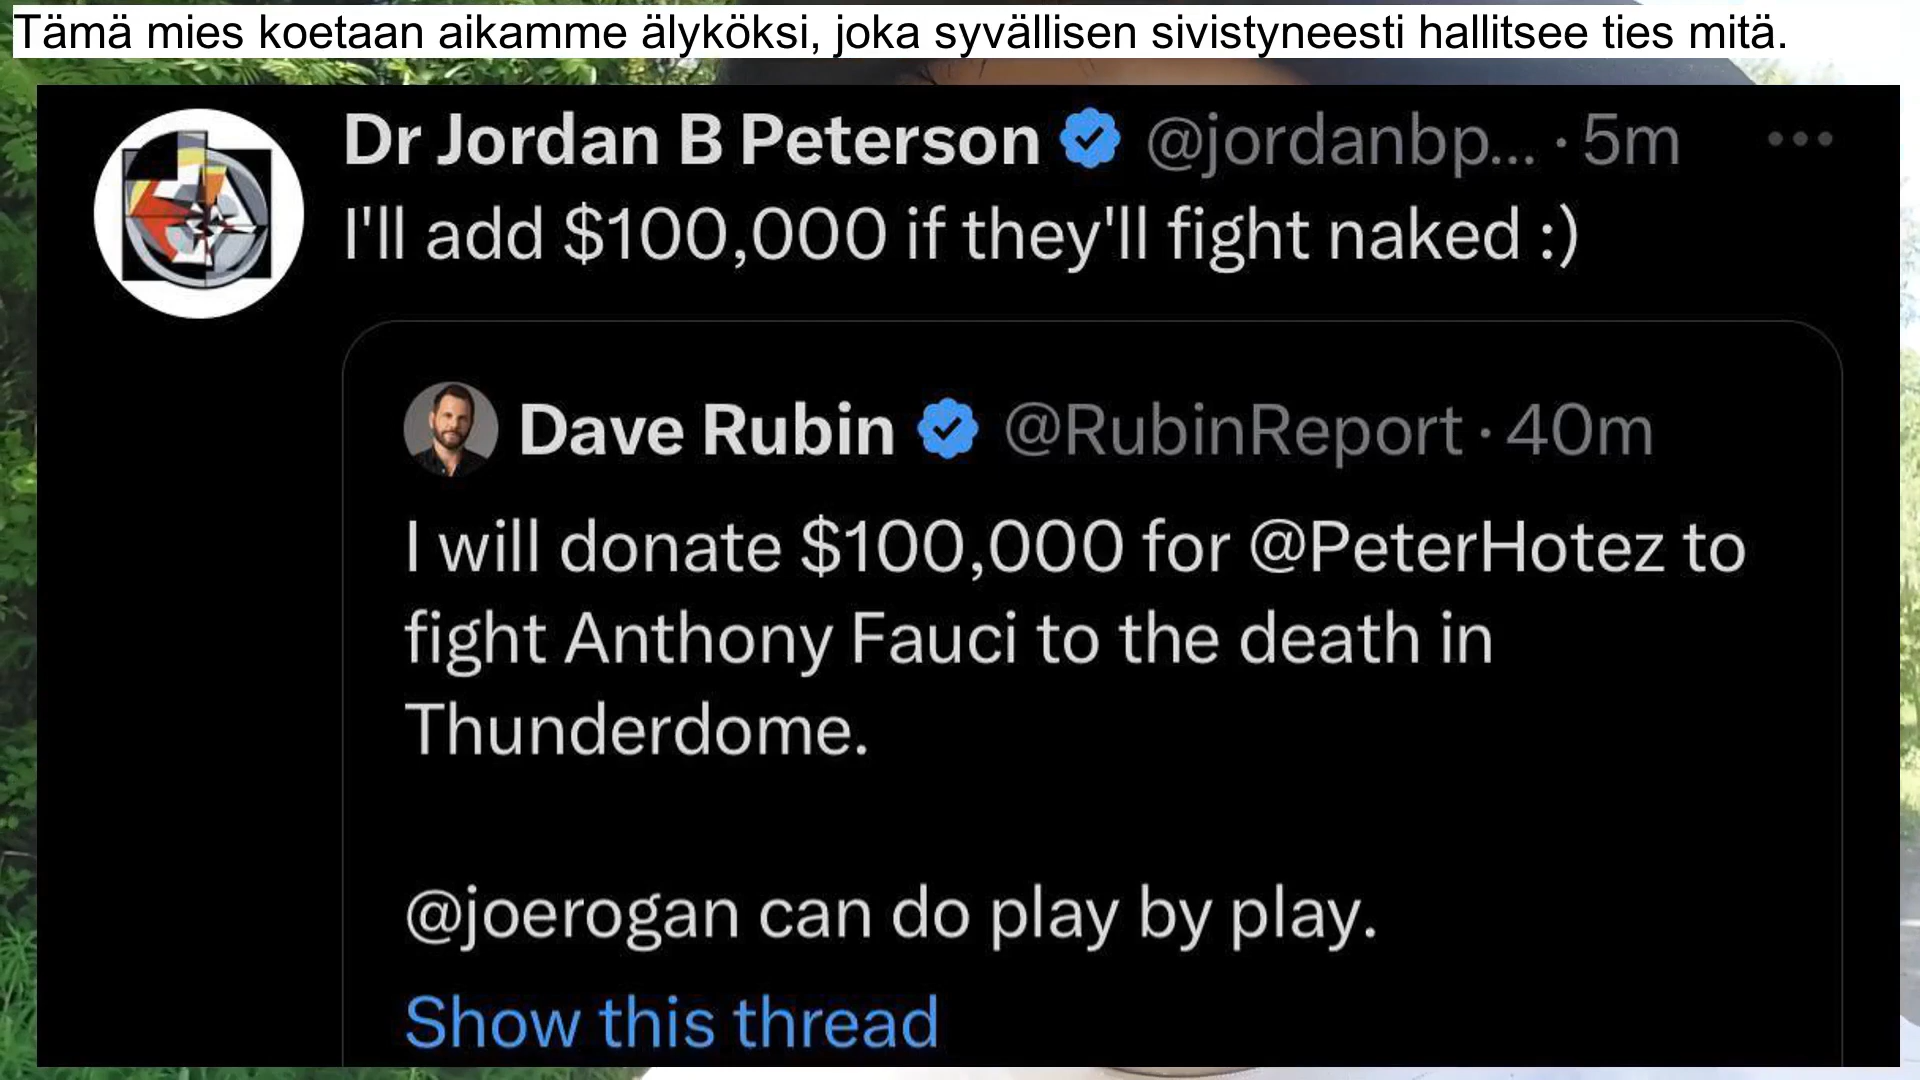 Tämä mies koetaan aikamme älyköksi, joka syvällisen sivistyneesti hallitsee ties mitä.
Dr Jordan B Peterson @jordanbp... · 5m
I'll add $100,000 if they'll fight naked :)
Dave Rubin @RubinReport · 40m
I will donate $100,000 for @PeterHotez to
fight Anthony Fauci to the death in
Thunderdome.
@joerogan can do play by play.
Show this thread